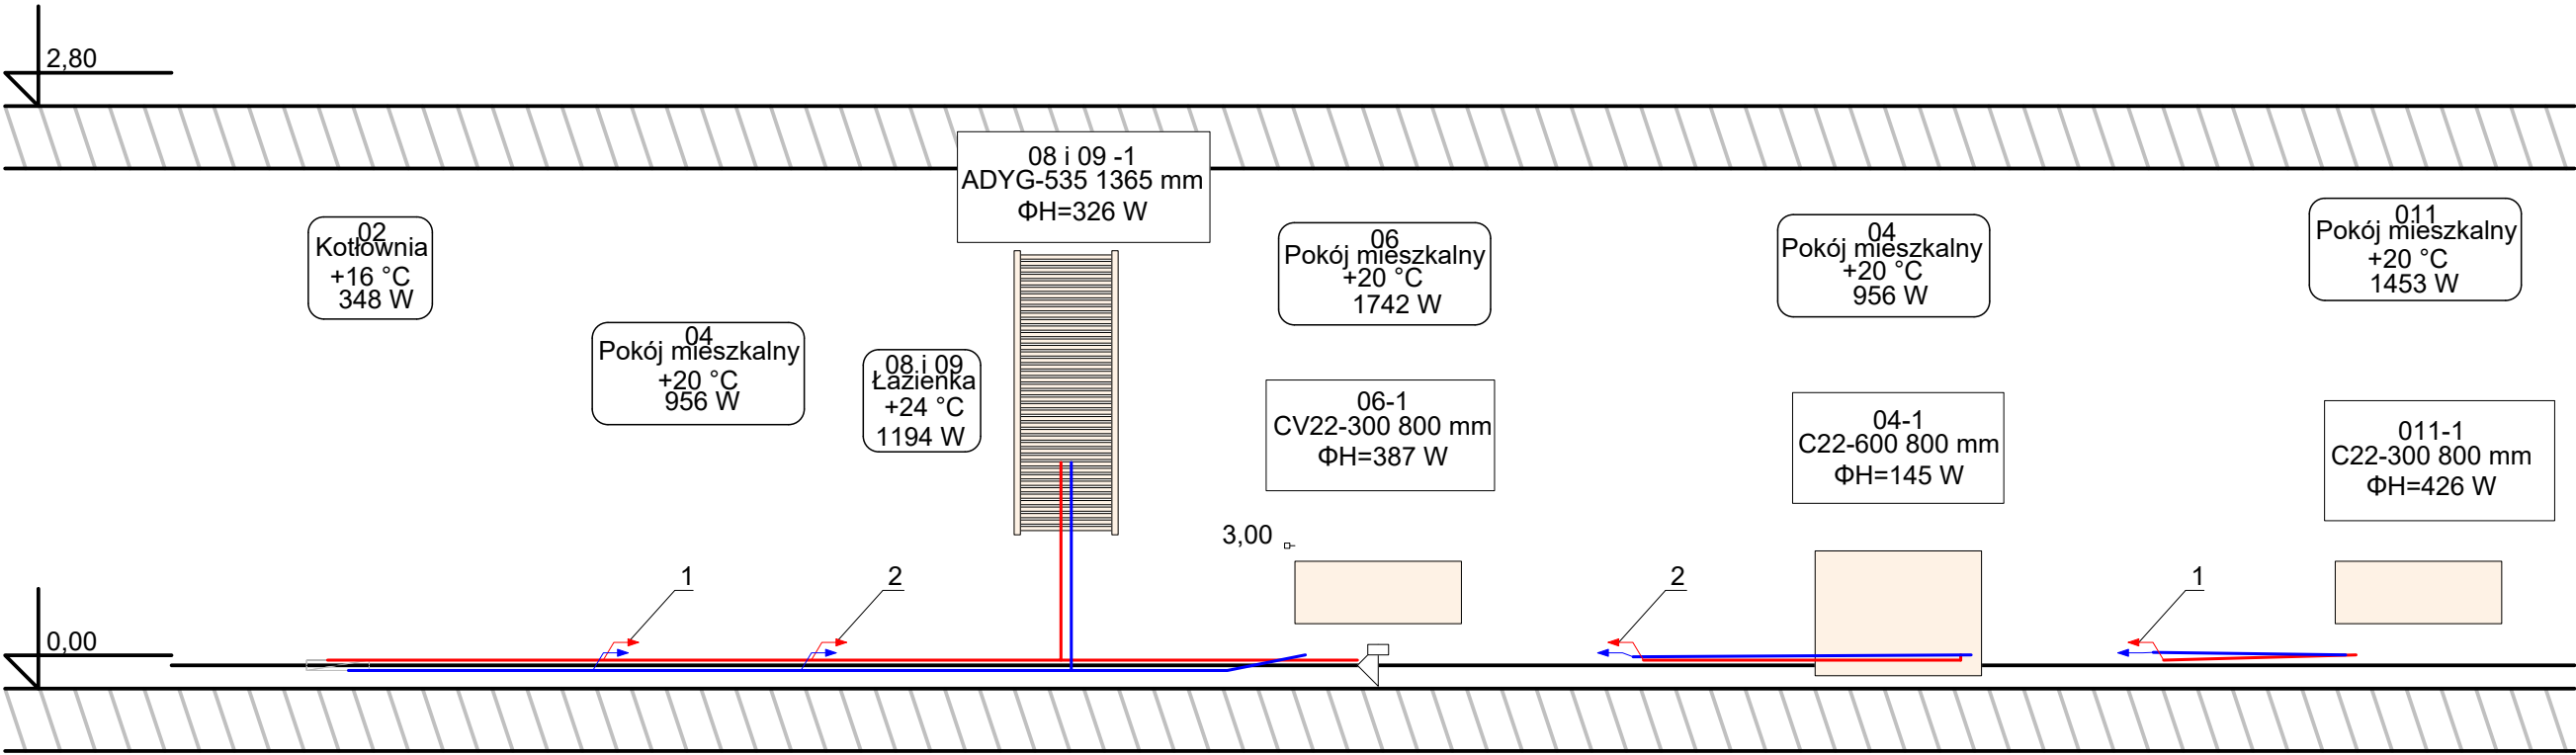 2,80
08 i 09 -1
ADYG-535 1365 mm
ΦH=326 W
02
Kotłownia
+16 °C
348 W
04
Pokój mieszkalny
+20 °C
956 W
08 i 09
Łazienka
+24 °C
1194 W
06
Pokój mieszkalny
+20 °C
1742 W
04
Pokój mieszkalny
+20 °C
956 W
011
Pokój mieszkalny
+20 °C
1453 W
06-1
CV22-300 800 mm
ΦH=387 W
04-1
C22-600 800 mm
ΦH=145 W
011-1
C22-300 800 mm
ΦH=426 W
3,00
1
2
2
1
0,00